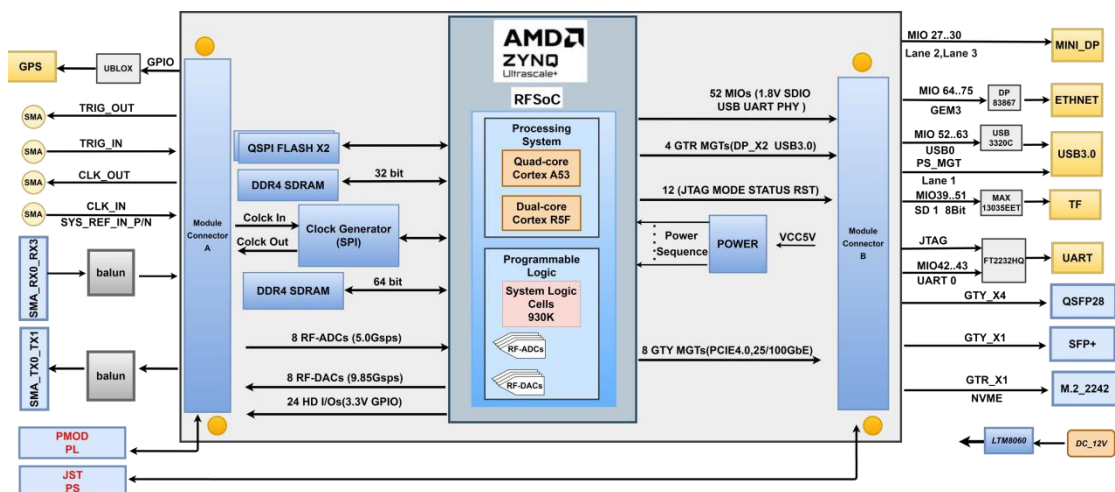 GPS
UBLOX
GPIO
SMA
TRIG_OUT
SMA
TRIG_IN
SMA
CLK_OUT
SMA
CLK_IN
SYS_REF_IN_P/N
SMA_RX0_RX3
balun
SMA_TX0_TX1
balun
PMOD
PL
JST
PS
Module
Connector
A
QSPI FLASH X2
DDR4 SDRAM
32 bit
Colck In
Colck Out
Clock Generator
(SPI)
DDR4 SDRAM
64 bit
8 RF-ADCs (5.0Gsps)
8 RF-DACs (9.85Gsps)
24 HD I/Os(3.3V GPIO)
AMD
ZYNQ
Ultrascale+
RFSoC
Processing
System
Quad-core
Cortex A53
Dual-core
Cortex R5F
Programmable
Logic
System Logic
Cells
930K
RF-ADCs
RF-DACs
52 MIOs (1.8V SDIO
USB UART PHY )
4 GTR MGTs(DP_X2 USB3.0)
12 (JTAG MODE STATUS RST)
Power
Sequence
POWER
VCC5V
8 GTY MGTs(PCIE4.0,25/100GbE)
Module
Connector
B
MIO 27..30
Lane 2,Lane 3
MINI_DP
MIO 64..75
GEM3
DP
83867
ETHNET
MIO 52..63
USB0
USB
3320C
PS_MGT
Lane 1
USB3.0
MIO39..51
SD 1 8Bit
MAX
13035EET
TF
JTAG
MIO42..43
UART 0
FT2232HQ
UART
GTY_X4
QSFP28
GTY_X1
SFP+
GTR_X1
NVME
M.2_2242
LTM8060
DC_12V